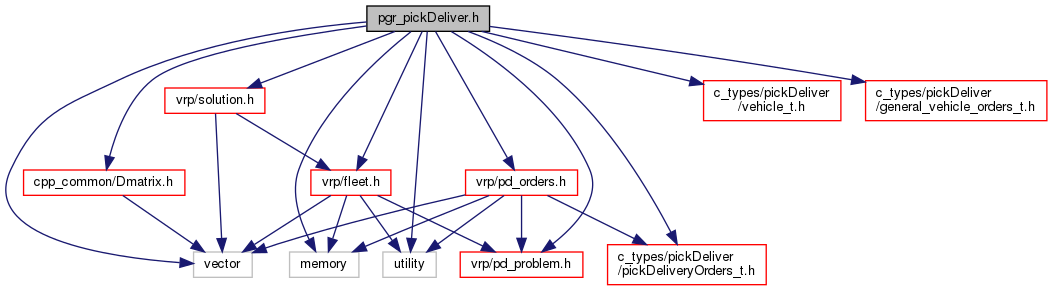 pgr_pickDeliver.h
vrp/solution.h
c_types/pickDeliver
/vehicle_t.h
c_types/pickDeliver
/general_vehicle_orders_t.h
cpp_common/Dmatrix.h
vrp/fleet.h
vrp/pd_orders.h
vector
memory
utility
vrp/pd_problem.h
c_types/pickDeliver
/pickDeliveryOrders_t.h